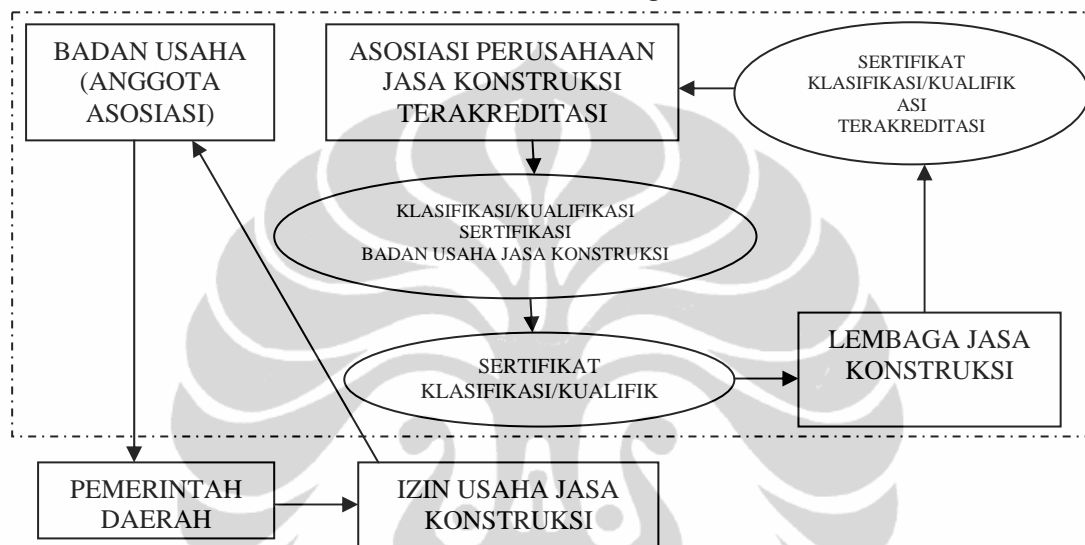 BADAN USAHA
(ANGGOTA
ASOSIASI)
ASOSIASI PERUSAHAAN
JASA KONSTRUKSI
TERAKREDITASI
SERTIFIKAT
KLASIFIKASI/KUALIFIK
ASI
TERAKREDITASI
KLASIFIKASI/KUALIFIKASI
SERTIFIKASI
BADAN USAHA JASA KONSTRUKSI
SERTIFIKAT
KLASIFIKASI/KUALIFIK
LEMBAGA JASA
KONSTRUKSI
PEMERINTAH
DAERAH
IZIN USAHA JASA
KONSTRUKSI